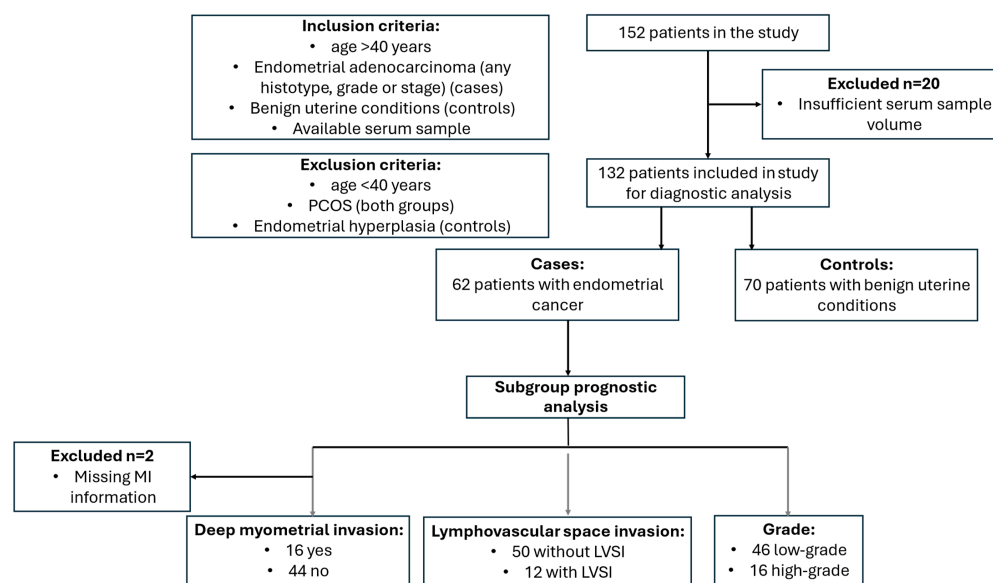 Inclusion criteria:
• age >40 years
• Endometrial adenocarcinoma (any
histotype, grade or stage) (cases)
• Benign uterine conditions (controls)
• Available serum sample
Exclusion criteria:
• age <40 years
• PCOS (both groups)
• Endometrial hyperplasia (controls)
152 patients in the study
Excluded n=20
• Insufficient serum sample
volume
132 patients included in study
for diagnostic analysis
Cases:
62 patients with endometrial
cancer
Controls:
70 patients with benign uterine
conditions
Subgroup prognostic
analysis
Excluded n=2
• Missing MI
information
Deep myometrial invasion:
• 16 yes
• 44 no
Lymphovascular space invasion:
• 50 without LVSI
• 12 with LVSI
Grade:
• 46 low-grade
• 16 high-grade